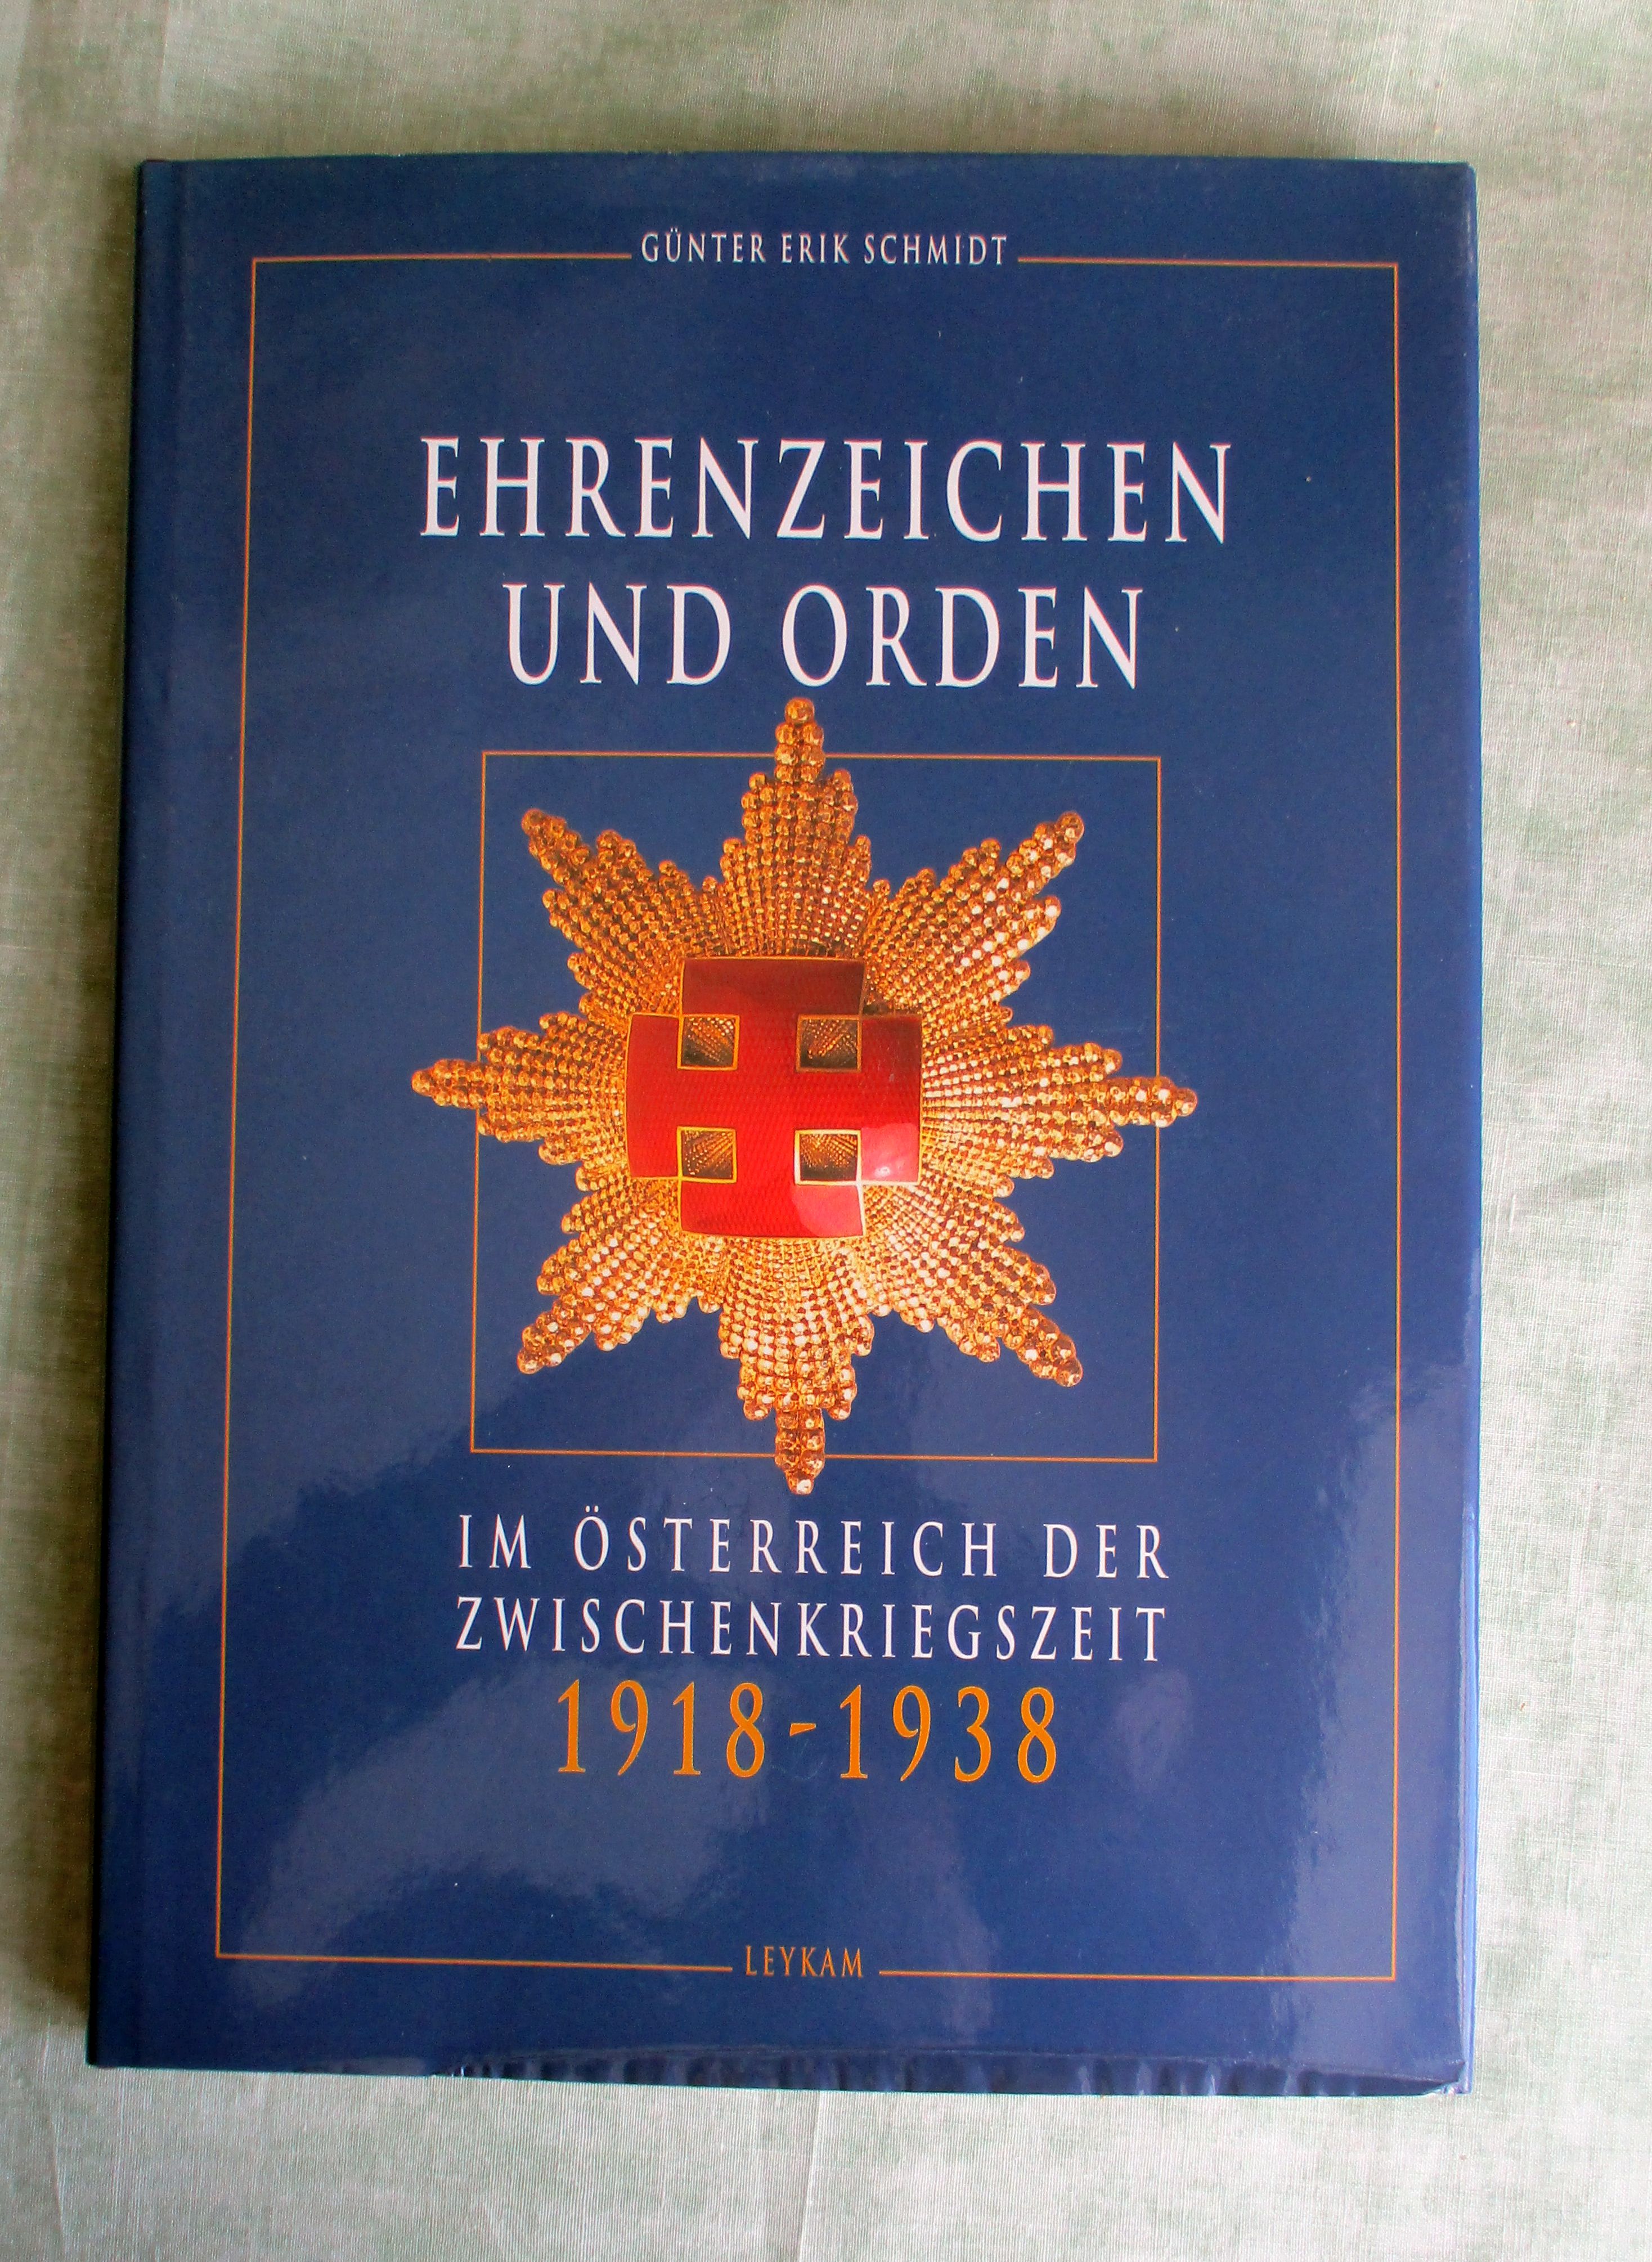 GÜNTER ERIK SCHMIDT
EHRENZEICHEN
UND ORDEN
IM ÖSTERREICH DER
ZWISCHENKRIEGSZEIT
1918-1938
LEYKAM